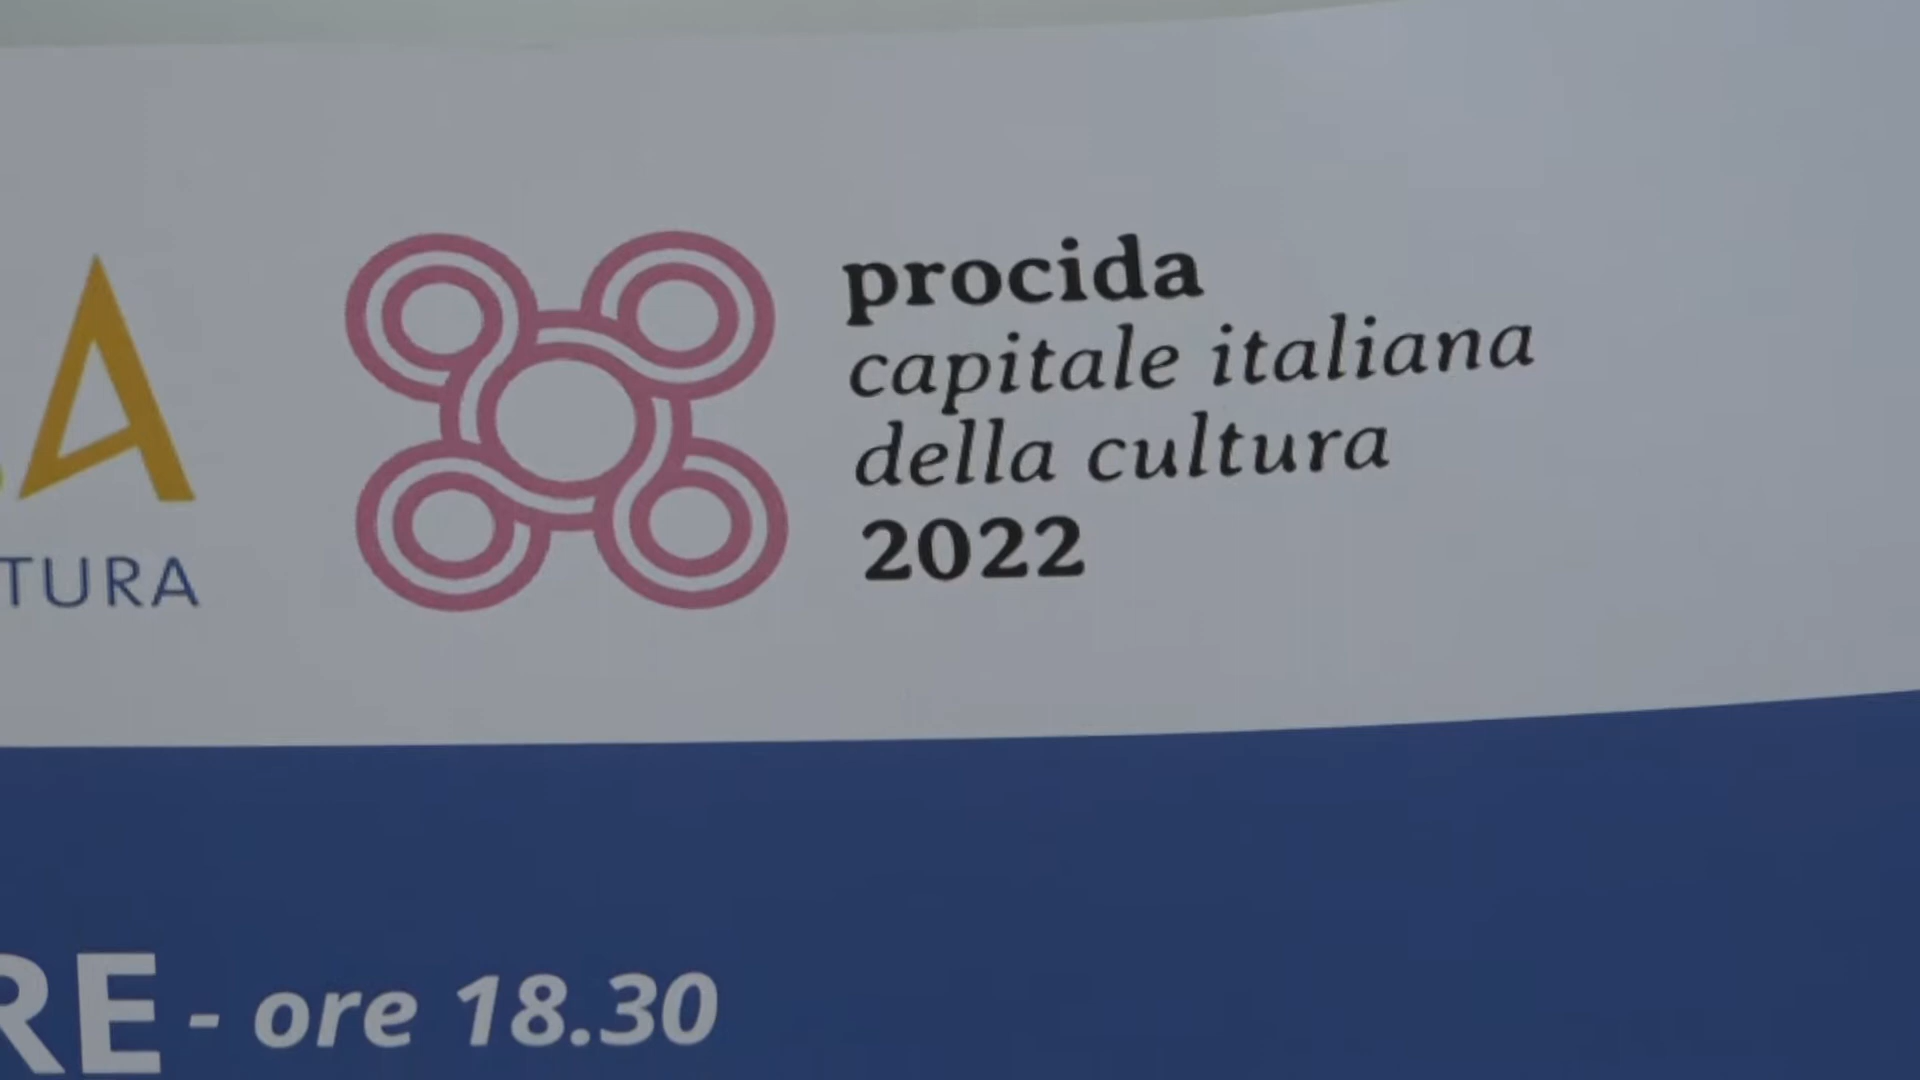 A
TURA
procida
capitale italiana
della cultura
2022
RE - ore 18.30